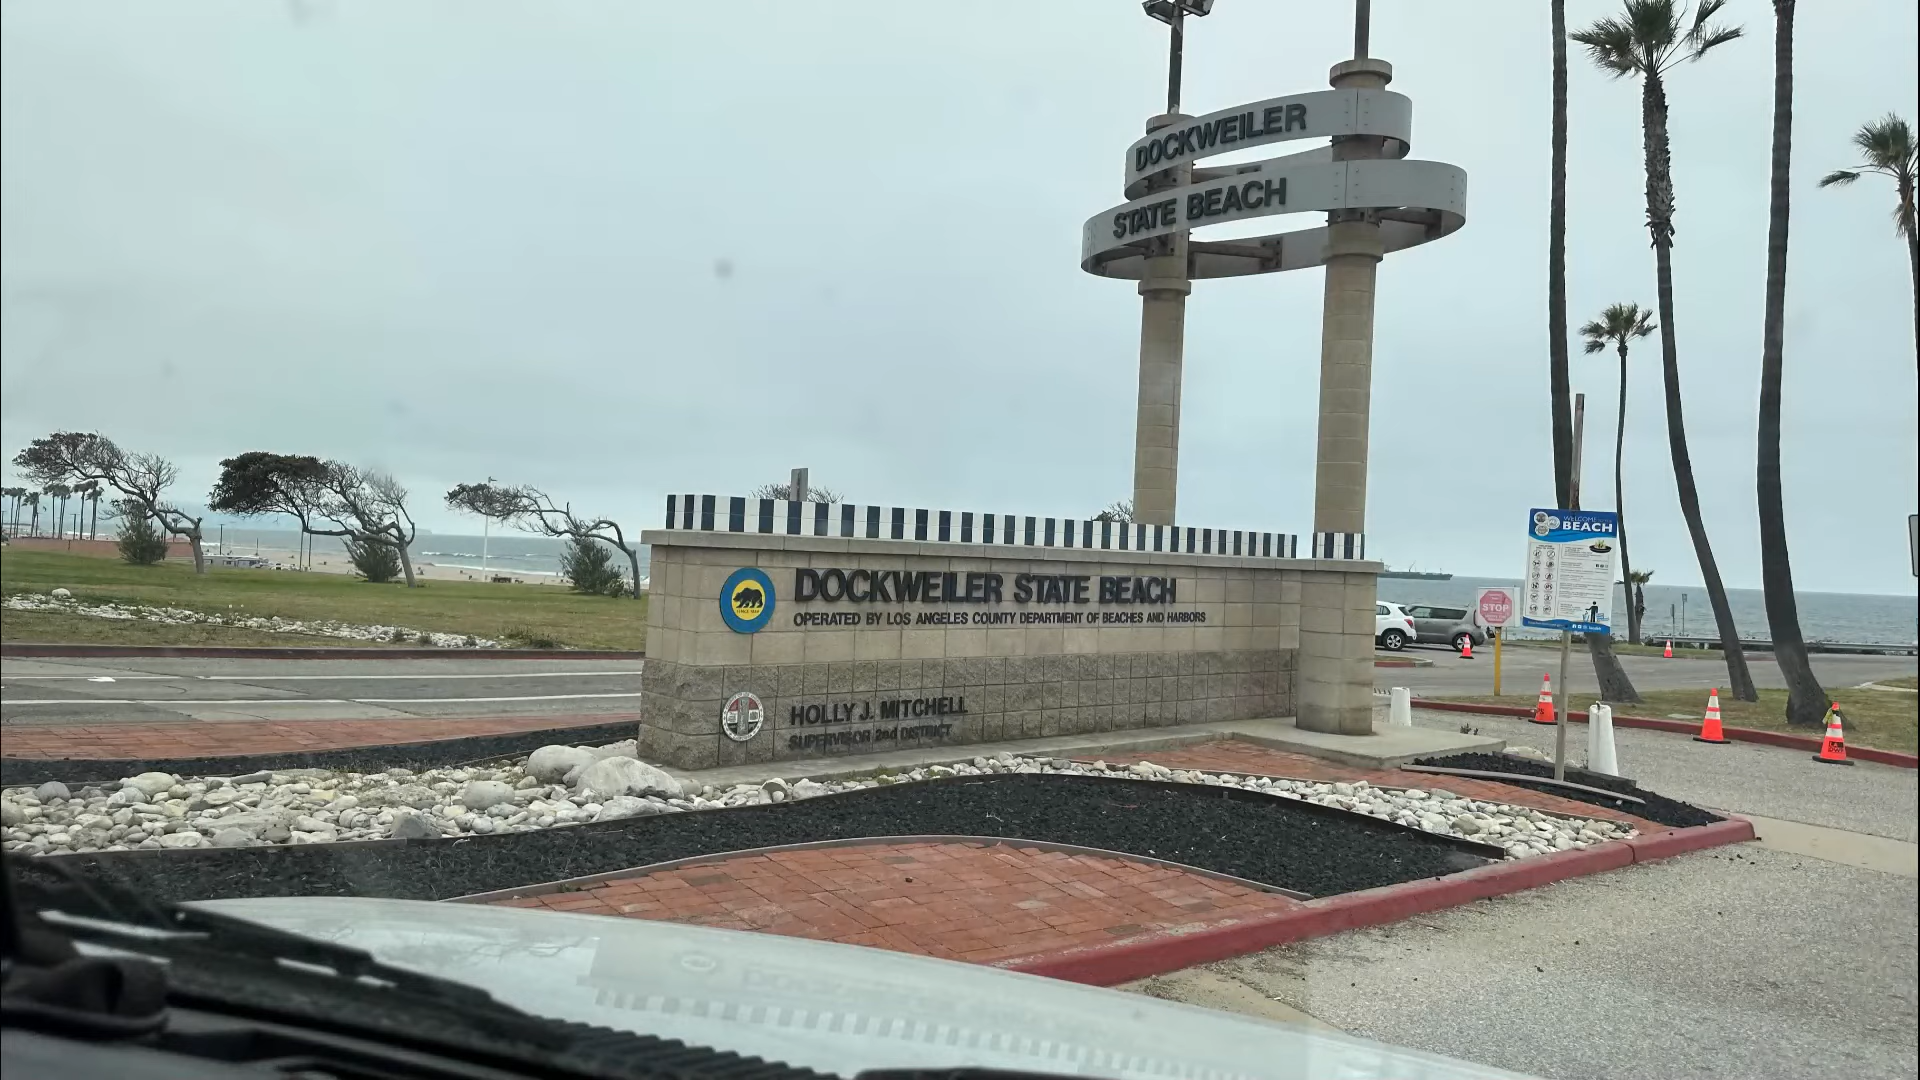 DOCKWEILER
STATE BEACH
DOCKWEILER STATE BEACH
OPERATED BY LOS ANGELES COUNTY DEPARTMENT OF BEACHES AND HARBORS
HOLLY J. MITCHELL
SUPERVISOR 2nd DISTRICT
STOP
WELCOME
BEACH